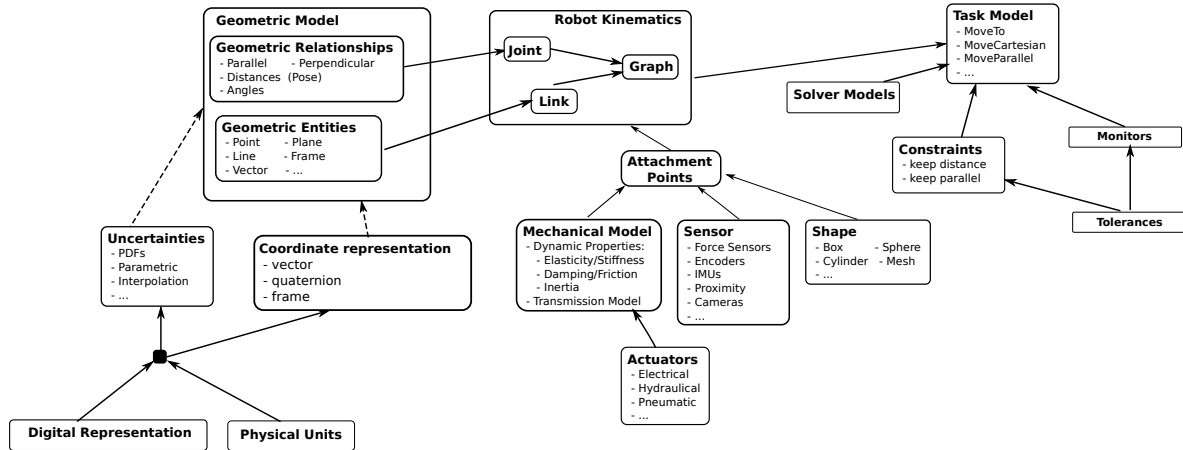 Geometric Model
Geometric Relationships
- Parallel - Perpendicular
- Distances (Pose)
- Angles
Geometric Entities
- Point - Plane
- Line - Frame
- Vector - ...
Robot Kinematics
Joint
Graph
Link
Task Model
- MoveTo
- MoveCartesian
- MoveParallel
- ...
Solver Models
Constraints
- keep distance
- keep parallel
Monitors
Tolerances
Attachment
Points
Uncertainties
- PDFs
- Parametric
- Interpolation
- ...
Coordinate representation
- vector
- quaternion
- frame
Mechanical Model
- Dynamic Properties:
- Elasticity/Stiffness
- Damping/Friction
- Inertia
- Transmission Model
Sensor
- Force Sensors
- Encoders
- IMUs
- Proximity
- Cameras
- ...
Shape
- Box - Sphere
- Cylinder - Mesh
- ...
Actuators
- Electrical
- Hydraulical
- Pneumatic
- ...
Digital Representation
Physical Units